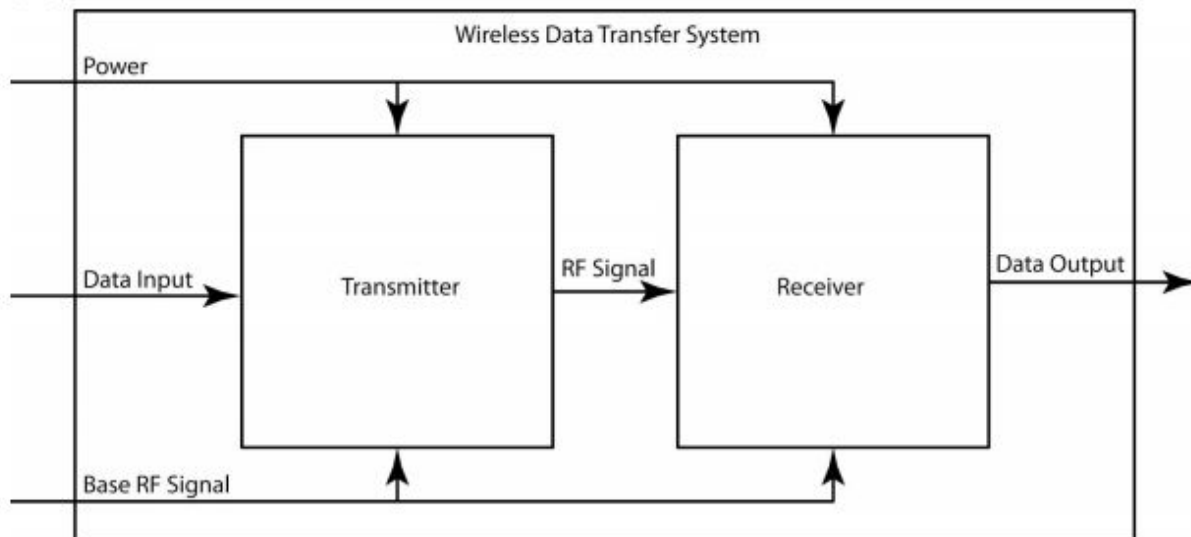 Wireless Data Transfer System
Power
Data Input
Transmitter
RF Signal
Receiver
Data Output
Base RF Signal